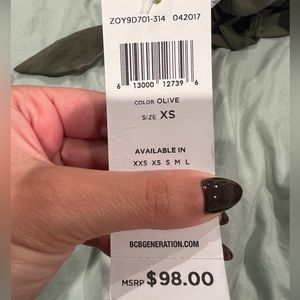 ZOY9D701-314 042017
6 13000 12739 6
COLOR OLIVE
SIZE XS
AVAILABLE IN
XXS XS S M L
BCBGENERATION.COM
MSRP $98.00